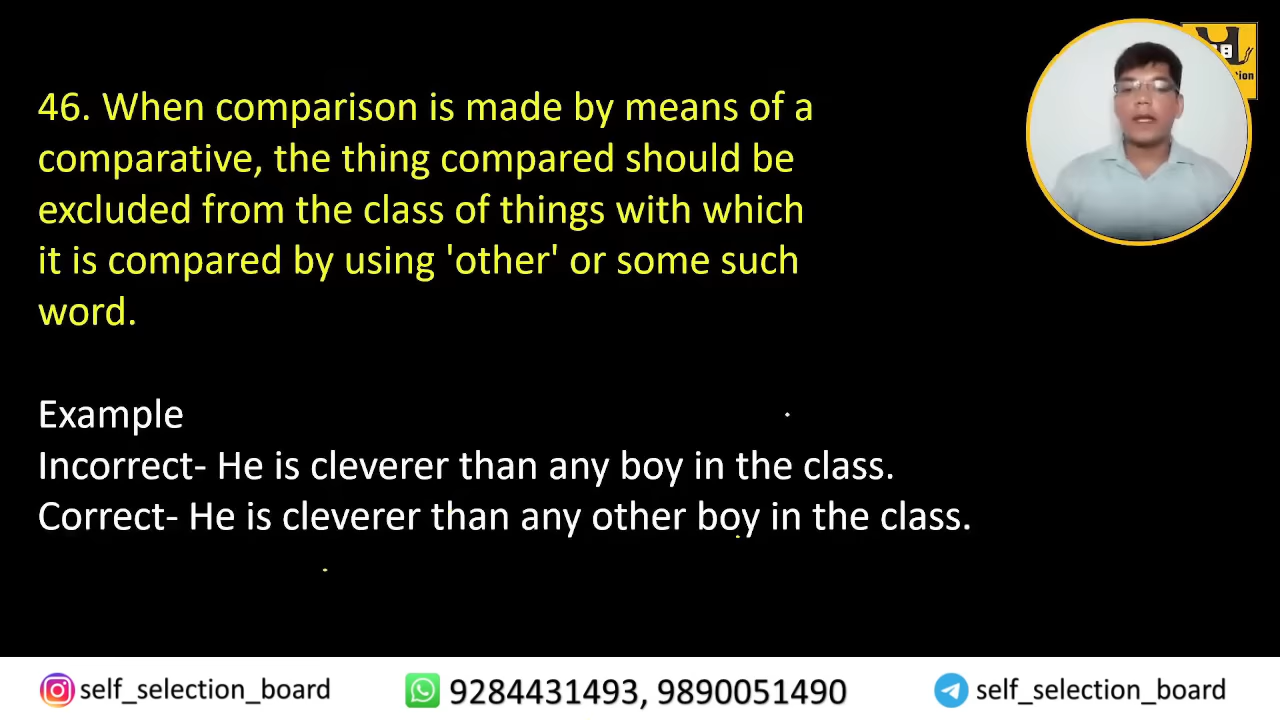 46. When comparison is made by means of a
comparative, the thing compared should be
excluded from the class of things with which
it is compared by using 'other' or some such
word.
Example
Incorrect- He is cleverer than any boy in the class.
Correct- He is cleverer than any other boy in the class.
self_selection_board
9284431493, 9890051490
self_selection_board